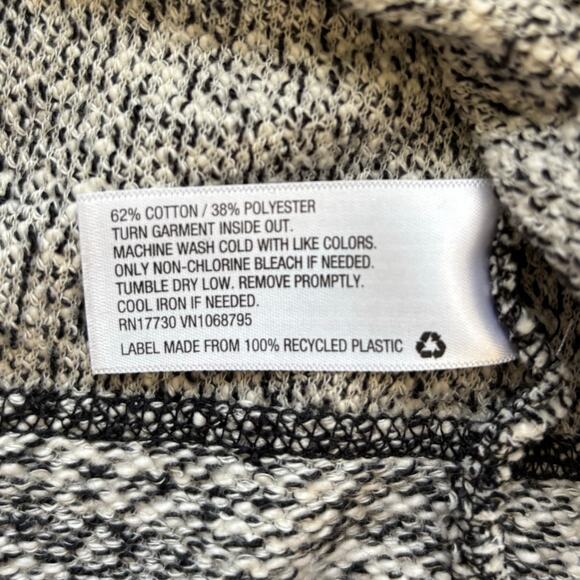 62% COTTON / 38% POLYESTER
TURN GARMENT INSIDE OUT.
MACHINE WASH COLD WITH LIKE COLORS.
ONLY NON-CHLORINE BLEACH IF NEEDED.
TUMBLE DRY LOW. REMOVE PROMPTLY.
COOL IRON IF NEEDED.
RN17730 VN1068795
LABEL MADE FROM 100% RECYCLED PLASTIC